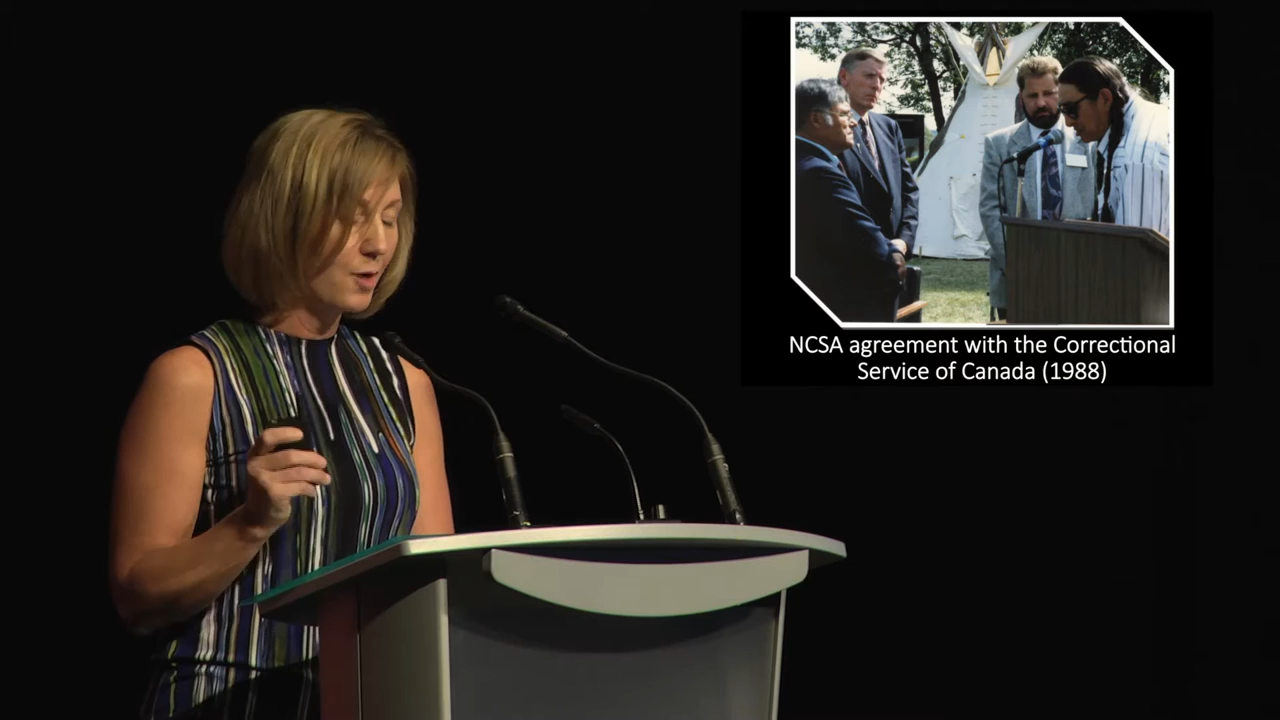 NCSA agreement with the Correctional
Service of Canada (1988)